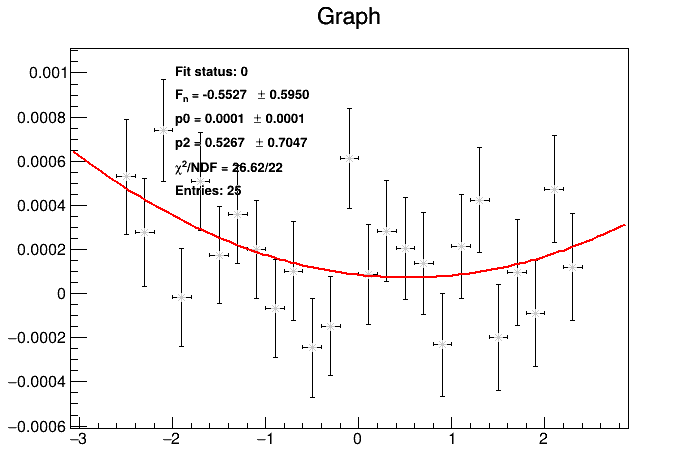 Graph
Fit status: 0
Fn = -0.5527 ± 0.5950
p0 = 0.0001 ± 0.0001
p2 = 0.5267 ± 0.7047
χ²/NDF = 26.62/22
Entries: 25
0.001
0.0008
0.0006
0.0004
0.0002
0
−0.0002
−0.0004
−0.0006
−3 −2 −1 0 1 2